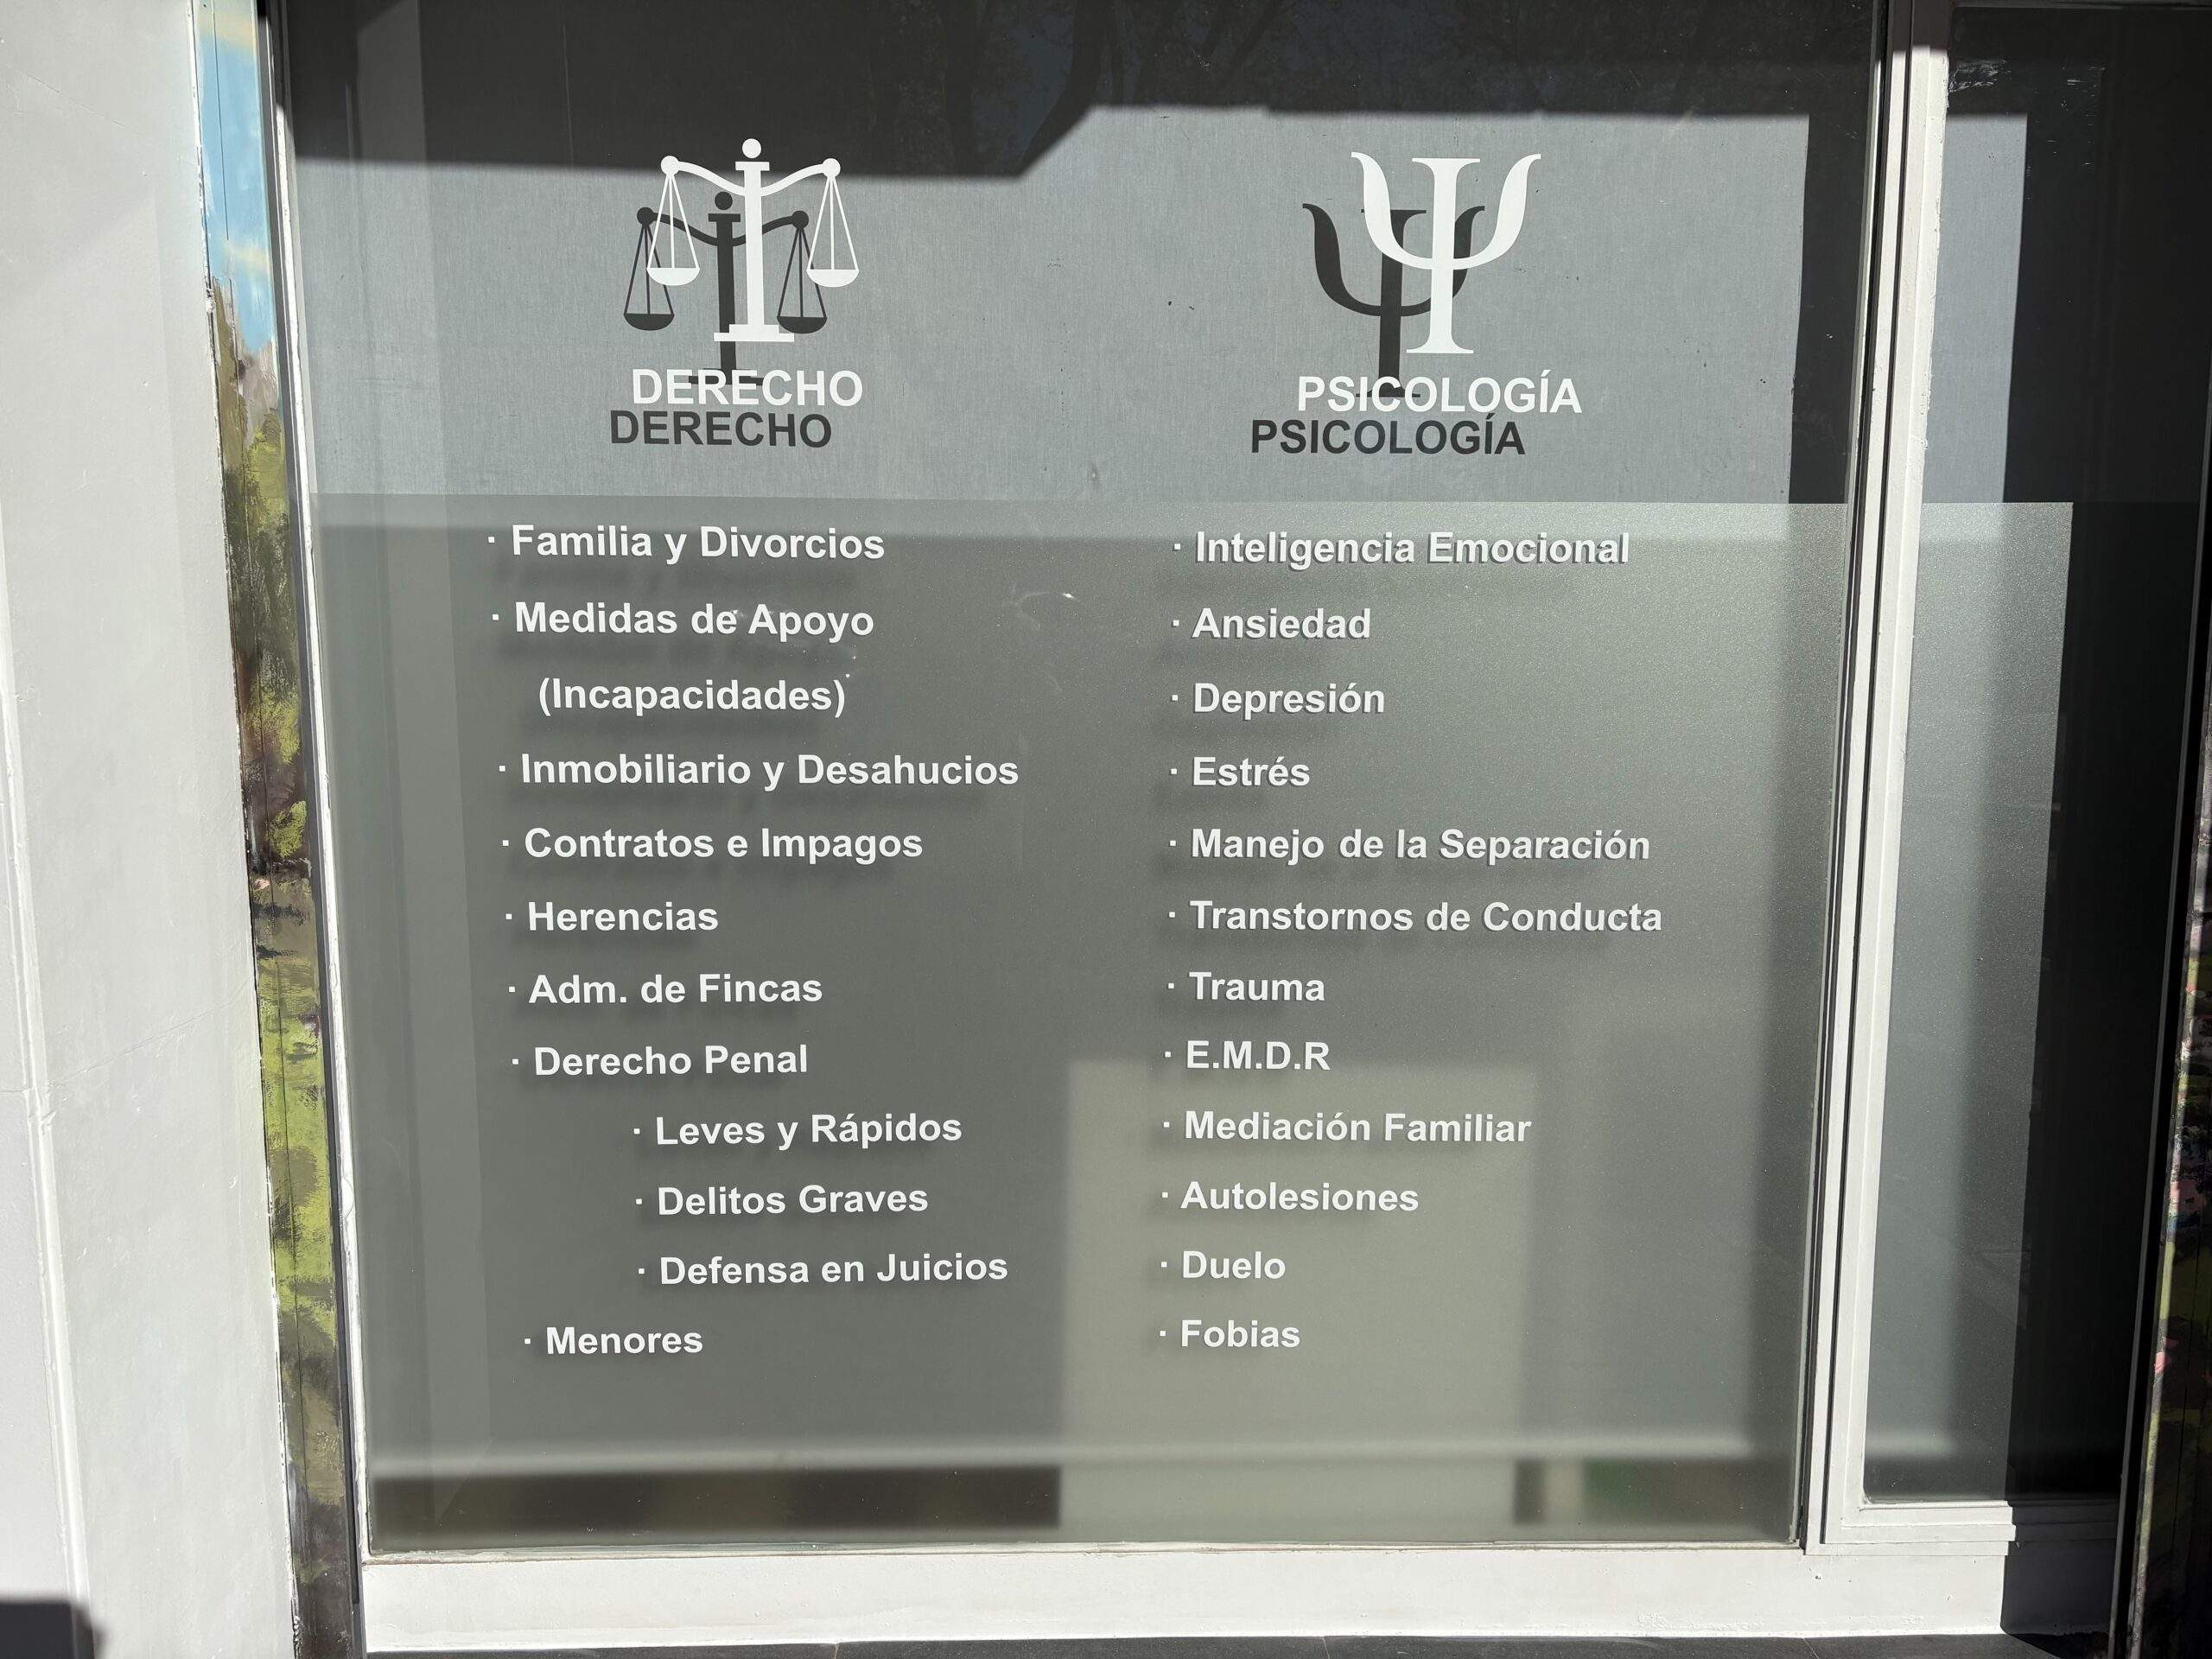 DERECHO
Familia y Divorcios
Medidas de Apoyo
(Incapacidades)
Inmobiliario y Desahucios
Contratos e Impagos
Herencias
Adm. de Fincas
Derecho Penal
Leves y Rápidos
Delitos Graves
Defensa en Juicios
Menores
PSICOLOGÍA
Inteligencia Emocional
Ansiedad
Depresión
Estrés
Manejo de la Separación
Transtornos de Conducta
Trauma
E.M.D.R
Mediación Familiar
Autolesiones
Duelo
Fobias